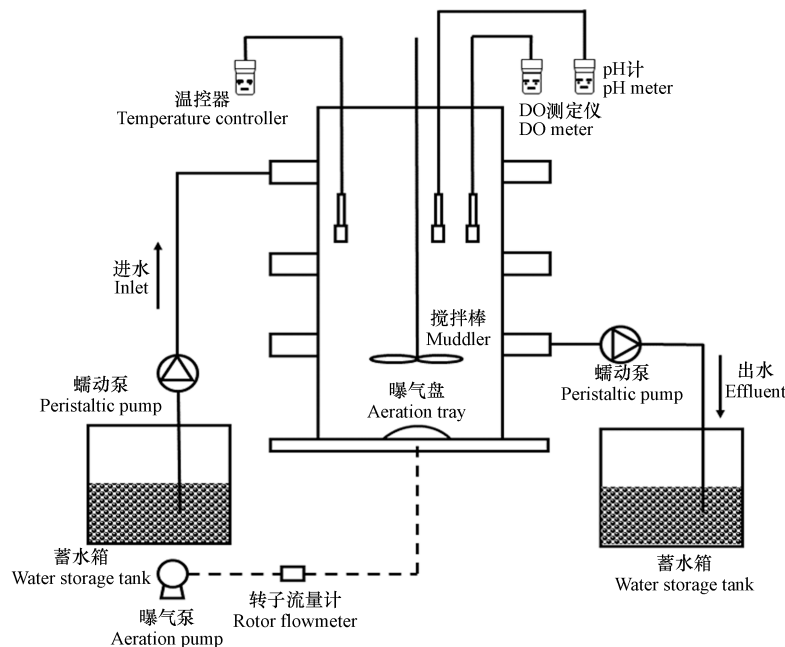 温控器
Temperature controller
pH计
pH meter
DO测定仪
DO meter
进水
Inlet
搅拌棒
Muddler
蠕动泵
Peristaltic pump
曝气盘
Aeration tray
蠕动泵
Peristaltic pump
出水
Effluent
蓄水箱
Water storage tank
转子流量计
Rotor flowmeter
曝气泵
Aeration pump
蓄水箱
Water storage tank